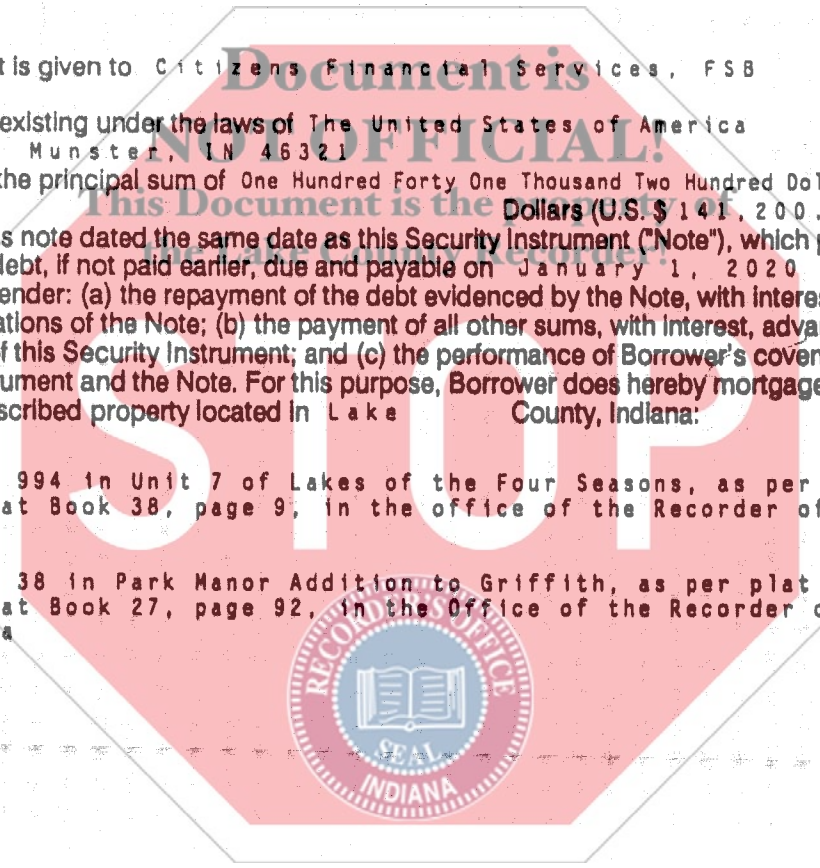 t is given to Citizens Financial Services, FSB
Document is
existing under the laws of The United States of America
NOT OFFICIAL!
Munster, IN 46321
the principal sum of One Hundred Forty One Thousand Two Hundred Dol
This Document is the property of
Dollars (U.S. $ 141,200.
s note dated the same date as this Security Instrument ("Note"), which p
the Lake County Recorder!
debt, if not paid earlier, due and payable on January 1, 2020
ender: (a) the repayment of the debt evidenced by the Note, with interes
ations of the Note; (b) the payment of all other sums, with interest, advan
f this Security Instrument; and (c) the performance of Borrower's coven
ument and the Note. For this purpose, Borrower does hereby mortgage
scribed property located in Lake County, Indiana:
STOP
994 in Unit 7 of Lakes of the Four Seasons, as per
at Book 38, page 9, in the office of the Recorder of
38 in Park Manor Addition to Griffith, as per plat
at Book 27, page 92, in the Office of the Recorder o
a
RECORDER'S OFFICE
SEAL
INDIANA